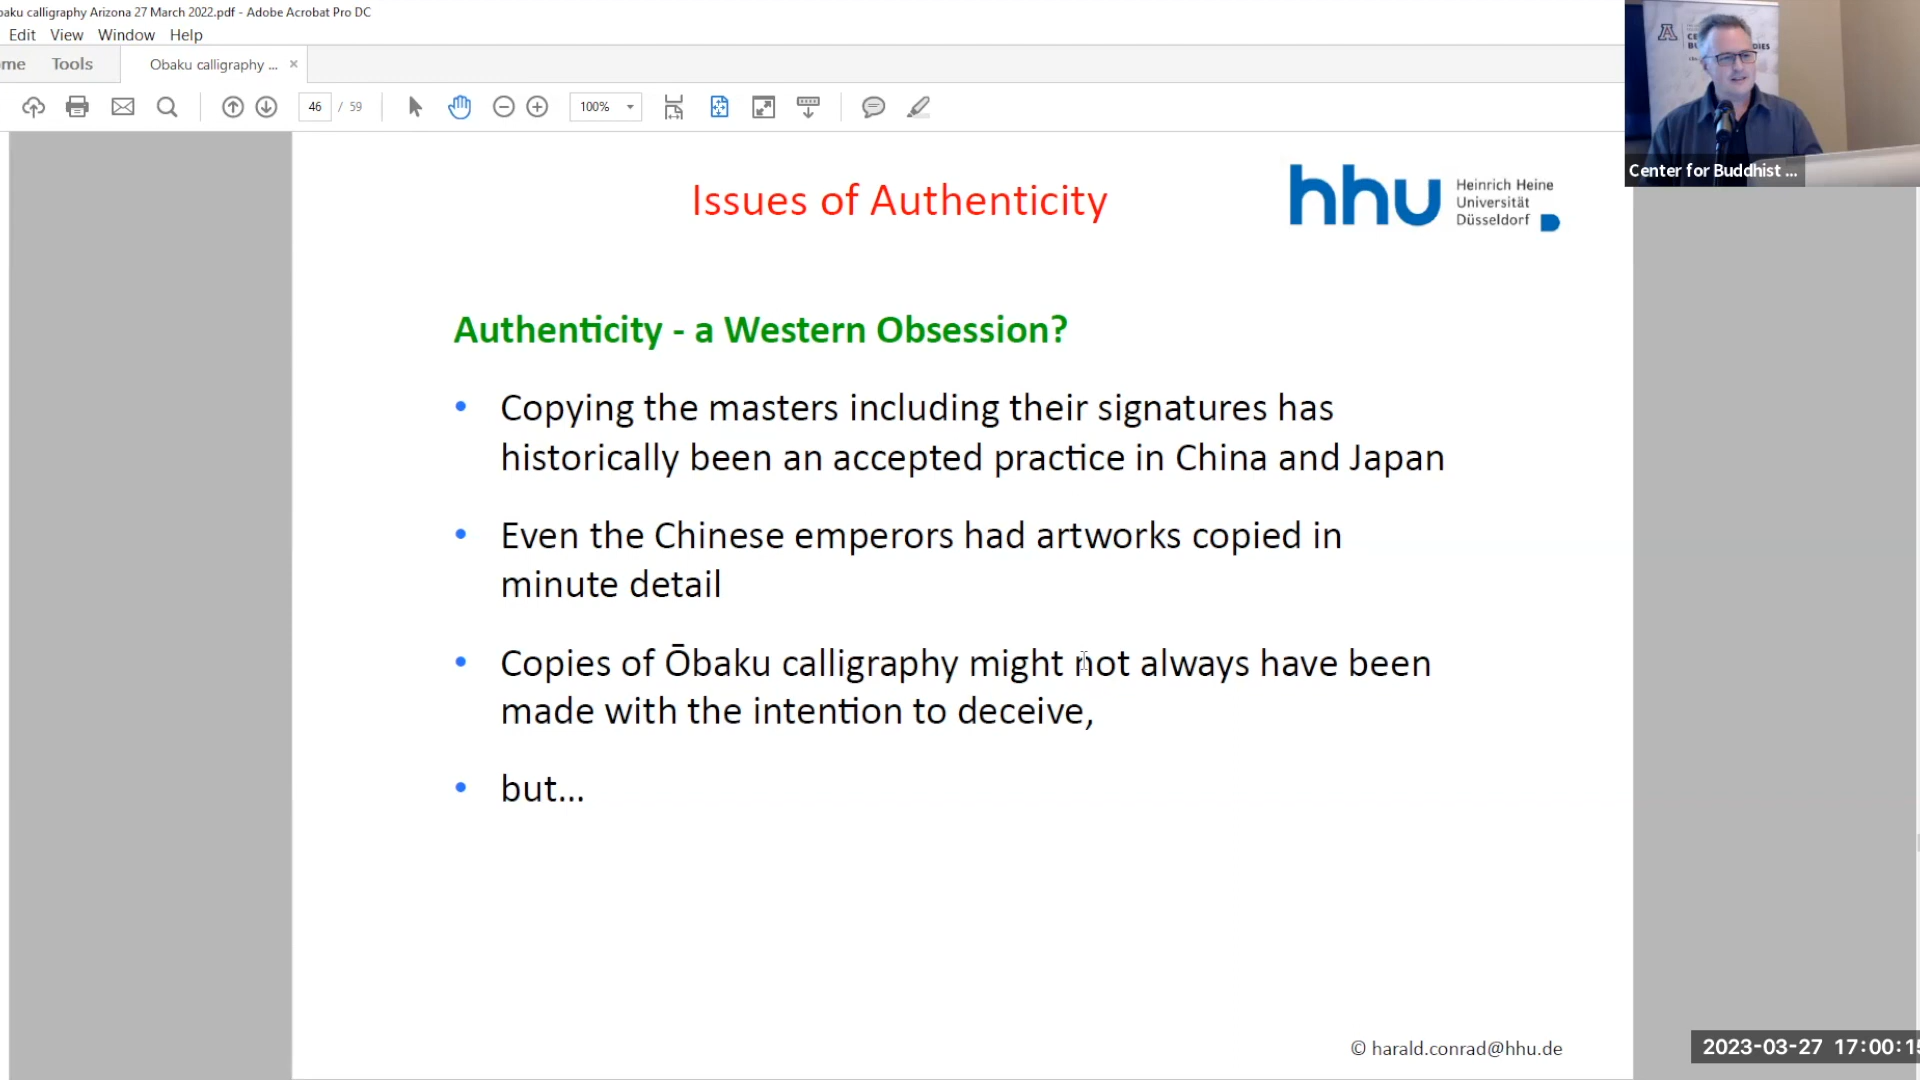 baku calligraphy Arizona 27 March 2022.pdf - Adobe Acrobat Pro DC
Edit View Window Help
me Tools Obaku calligraphy ... ×
46 / 59 100%
Center for Buddhist ...
Issues of Authenticity
hhu Heinrich Heine
Universität
Düsseldorf
Authenticity - a Western Obsession?
• Copying the masters including their signatures has
historically been an accepted practice in China and Japan
• Even the Chinese emperors had artworks copied in
minute detail
• Copies of Ōbaku calligraphy might not always have been
made with the intention to deceive,
• but...
© harald.conrad@hhu.de
2023-03-27 17:00:15